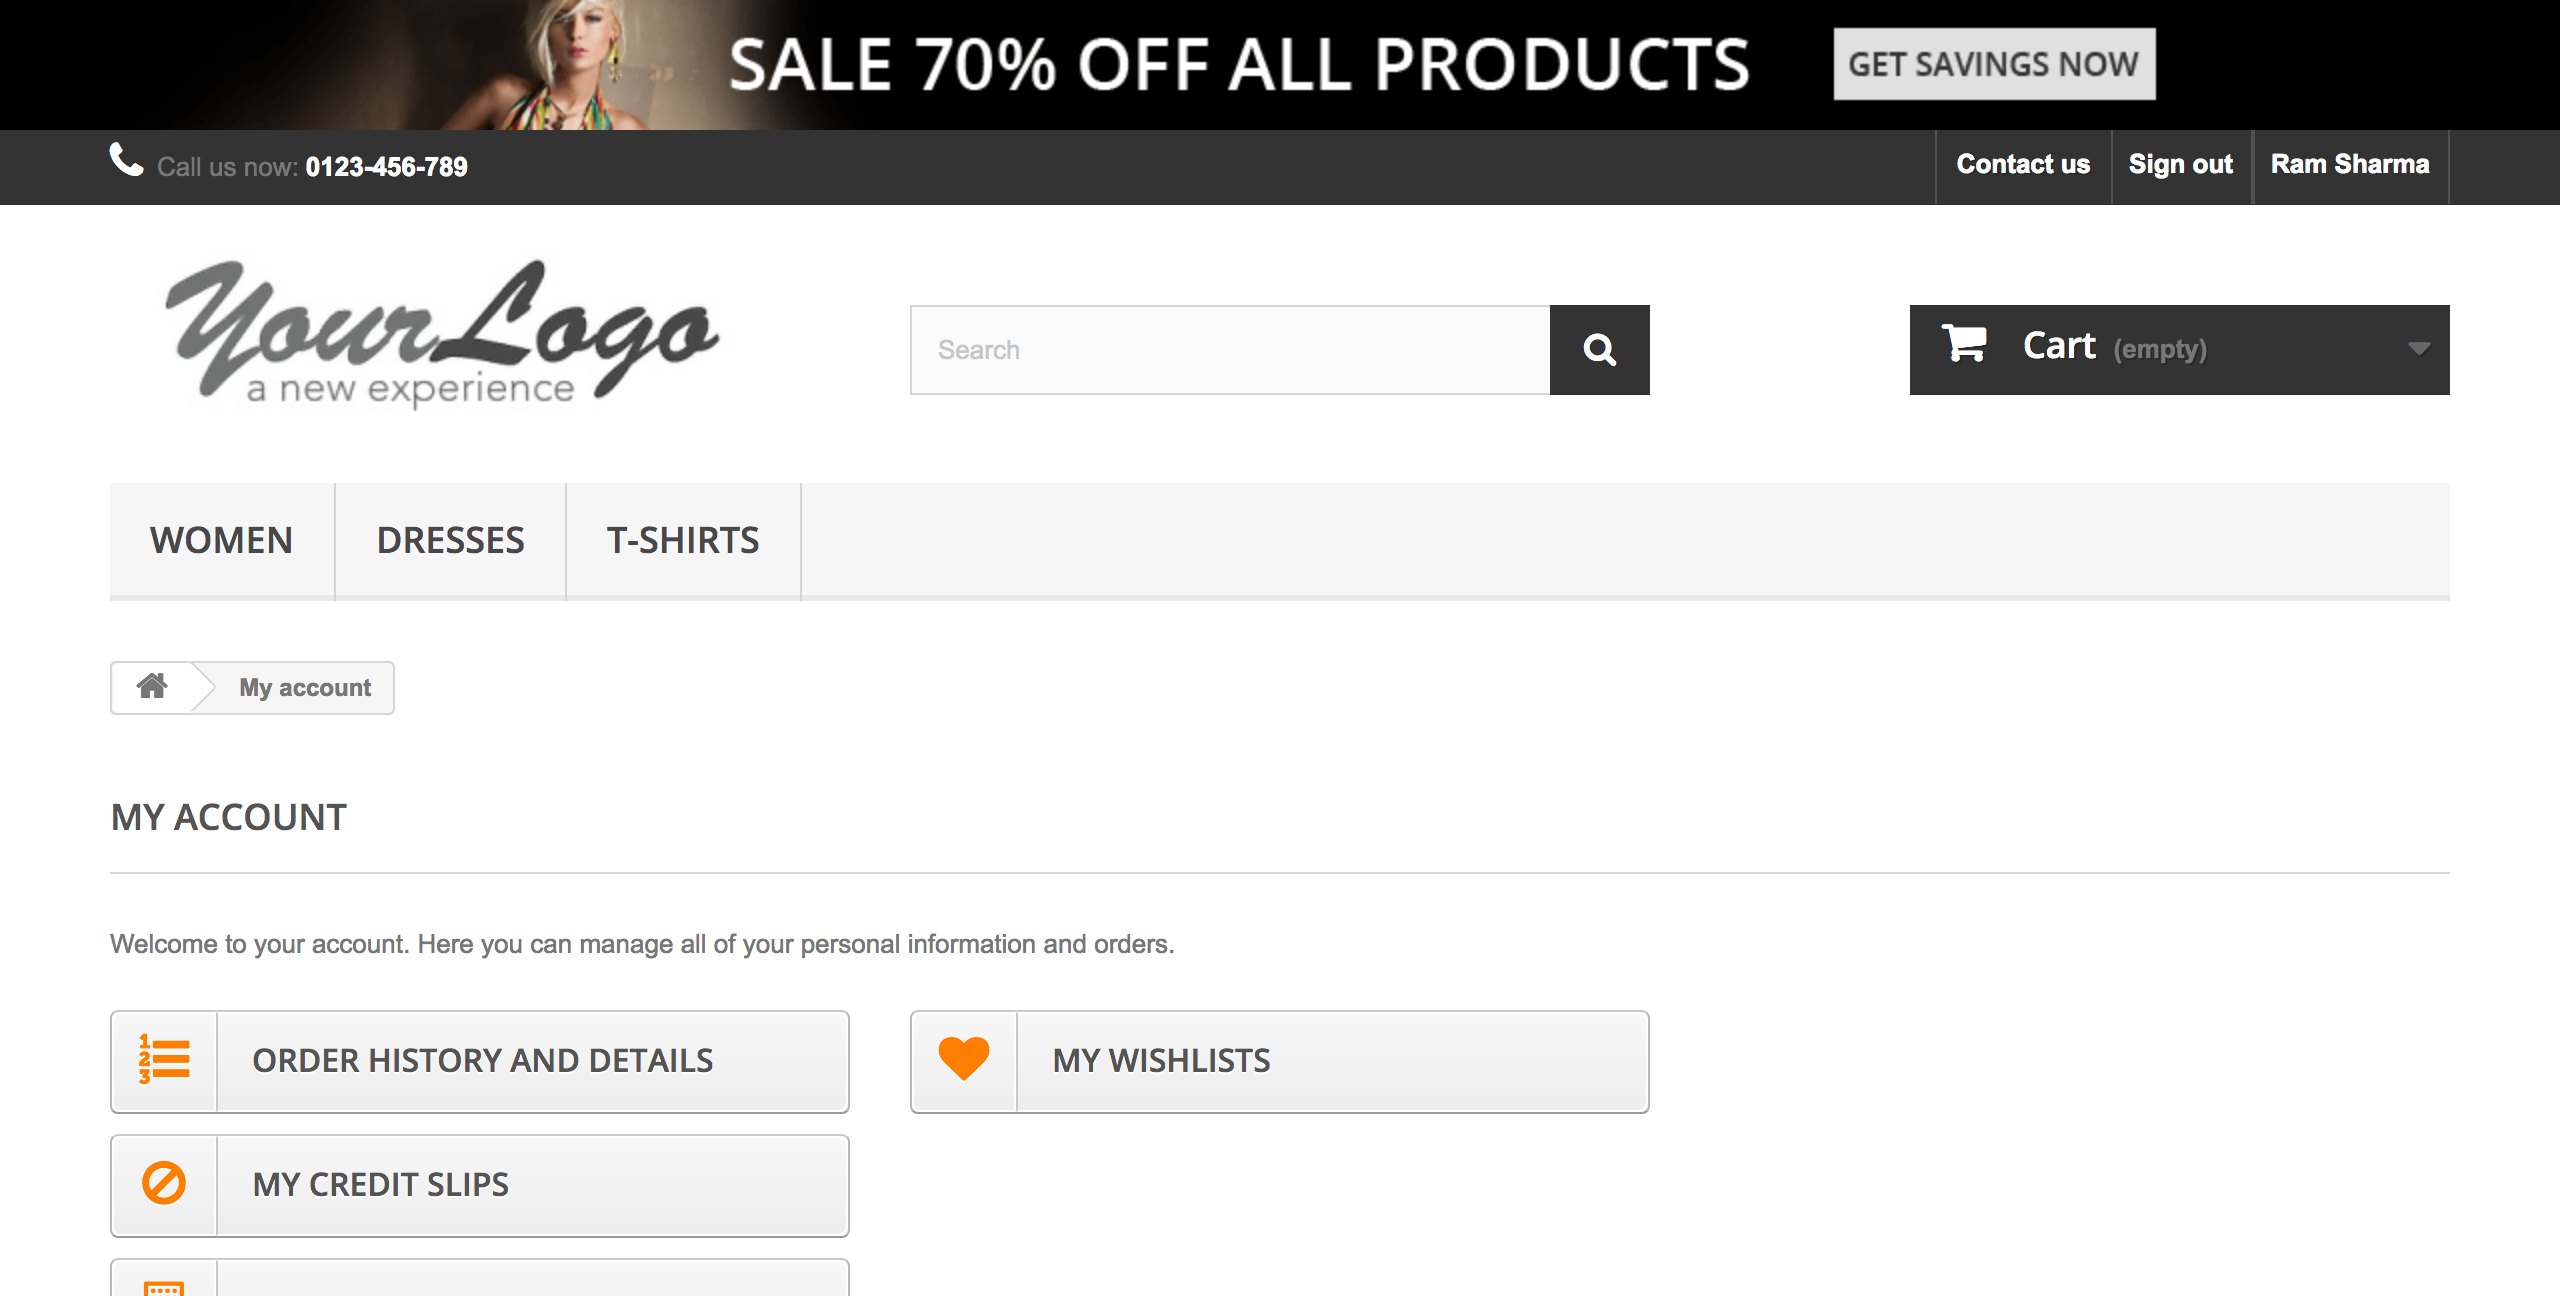 SALE 70% OFF ALL PRODUCTS
GET SAVINGS NOW
Call us now: 0123-456-789
Contact us
Sign out
Ram Sharma
YourLogo
a new experience
Search
Cart (empty)
WOMEN
DRESSES
T-SHIRTS
My account
MY ACCOUNT
Welcome to your account. Here you can manage all of your personal information and orders.
1
2
3
ORDER HISTORY AND DETAILS
MY WISHLISTS
MY CREDIT SLIPS